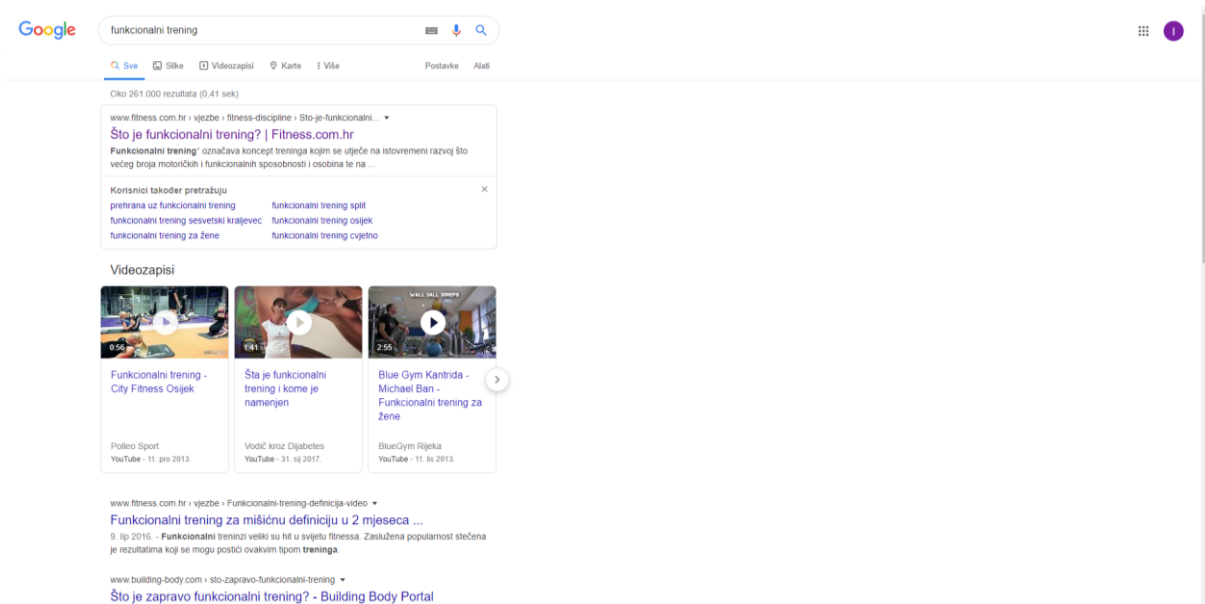 Google
funkcionalni trening
I
Sve Slike Videozapisi Karte Više Postavke Alati
Oko 261.000 rezultata (0,41 sek)
www.fitness.com.hr › vjezbe › fitness-discipline › Sto-je-funkcionalni...
Što je funkcionalni trening? | Fitness.com.hr
Funkcionalni trening" označava koncept treninga kojim se utječe na istovremeni razvoj što
većeg broja motoričkih i funkcionalnih sposobnosti i osobina te na ...
Korisnici također pretražuju
prehrana uz funkcionalni trening funkcionalni trening split
funkcionalni trening sesvetski kraljevec funkcionalni trening osijek
funkcionalni trening za žene funkcionalni trening cvjetno
Videozapisi
WALL BALL
0:56 1:41 2:55
Funkcionalni trening - Šta je funkcionalni Blue Gym Kantrida -
City Fitness Osijek trening i kome je Michael Ban -
namenjen Funkcionalni trening za
žene
Polleo Sport Vodič kroz Dijabetes BlueGym Rijeka
YouTube - 11. pro 2013. YouTube - 31. sij 2017. YouTube - 11. lis 2013.
www.fitness.com.hr › vjezbe › Funkcionalni-trening-definicija-video
Funkcionalni trening za mišićnu definiciju u 2 mjeseca ...
9. lip 2016. - Funkcionalni treninzi veliki su hit u svijetu fitnessa. Zaslužena popularnost stečena
je rezultatima koji se mogu postići ovakvim tipom treninga.
www.building-body.com › sto-zapravo-funkcionalni-trening
Što je zapravo funkcionalni trening? - Building Body Portal